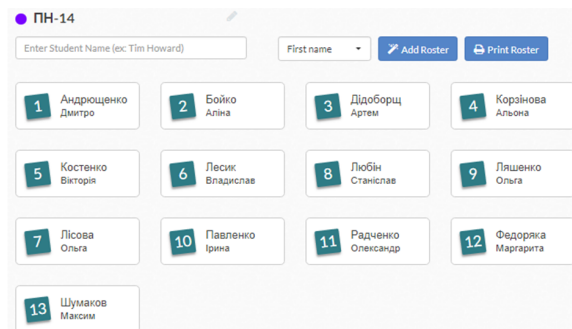 ПН-14
Enter Student Name (ex: Tim Howard)
First name
Add Roster
Print Roster
1
Андрющенко
Дмитро
2
Бойко
Аліна
3
Дідоборщ
Артем
4
Корзінова
Альона
5
Костенко
Вікторія
6
Лесик
Владислав
8
Любін
Станіслав
9
Ляшенко
Ольга
7
Лісова
Ольга
10
Павленко
Ірина
11
Радченко
Олександр
12
Федоряка
Маргарита
13
Шумаков
Максим